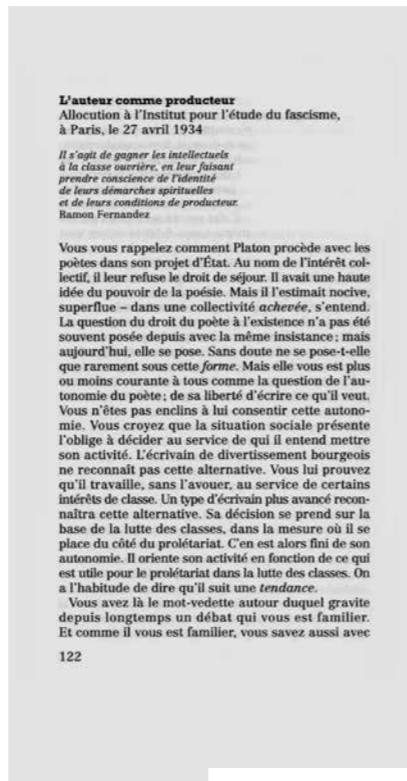 L'auteur comme producteur
Allocution à l'Institut pour l'étude du fascisme,
à Paris, le 27 avril 1934
Il s'agit de gagner les intellectuels
à la classe ouvrière, en leur faisant
prendre conscience de l'identité
de leurs démarches spirituelles
et de leurs conditions de producteur.
Ramon Fernandez
Vous vous rappelez comment Platon procède avec les
poètes dans son projet d'État. Au nom de l'intérêt col-
lectif, il leur refuse le droit de séjour. Il avait une haute
idée du pouvoir de la poésie. Mais il l'estimait nocive,
superflue – dans une collectivité achevée, s'entend.
La question du droit du poète à l'existence n'a pas été
souvent posée depuis avec la même insistance ; mais
aujourd'hui, elle se pose. Sans doute ne se pose-t-elle
que rarement sous cette forme. Mais elle vous est plus
ou moins courante à tous comme la question de l'au-
tonomie du poète ; de sa liberté d'écrire ce qu'il veut.
Vous n'êtes pas enclins à lui consentir cette autono-
mie. Vous croyez que la situation sociale présente
l'oblige à décider au service de qui il entend mettre
son activité. L'écrivain de divertissement bourgeois
ne reconnaît pas cette alternative. Vous lui prouvez
qu'il travaille, sans l'avouer, au service de certains
intérêts de classe. Un type d'écrivain plus avancé recon-
naîtra cette alternative. Sa décision se prend sur la
base de la lutte des classes, dans la mesure où il se
place du côté du prolétariat. C'en est alors fini de son
autonomie. Il oriente son activité en fonction de ce qui
est utile pour le prolétariat dans la lutte des classes. On
a l'habitude de dire qu'il suit une tendance.
Vous avez là le mot-vedette autour duquel gravite
depuis longtemps un débat qui vous est familier.
Et comme il vous est familier, vous savez aussi avec
122